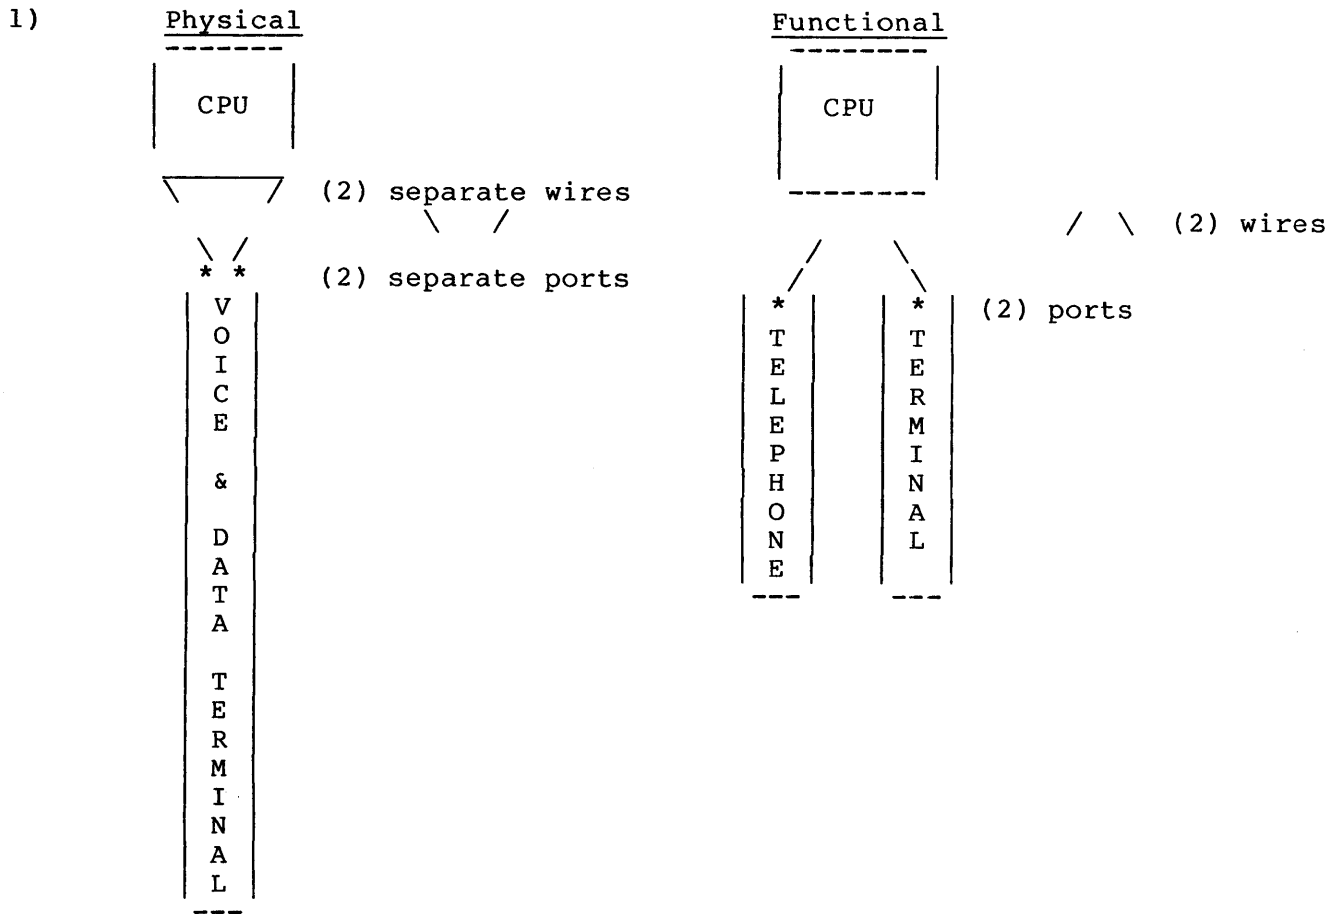 1)
Physical
Functional
CPU
CPU
(2) separate wires
(2) wires
(2) separate ports
(2) ports
VOICE & DATA TERMINAL
TELEPHONE
TERMINAL